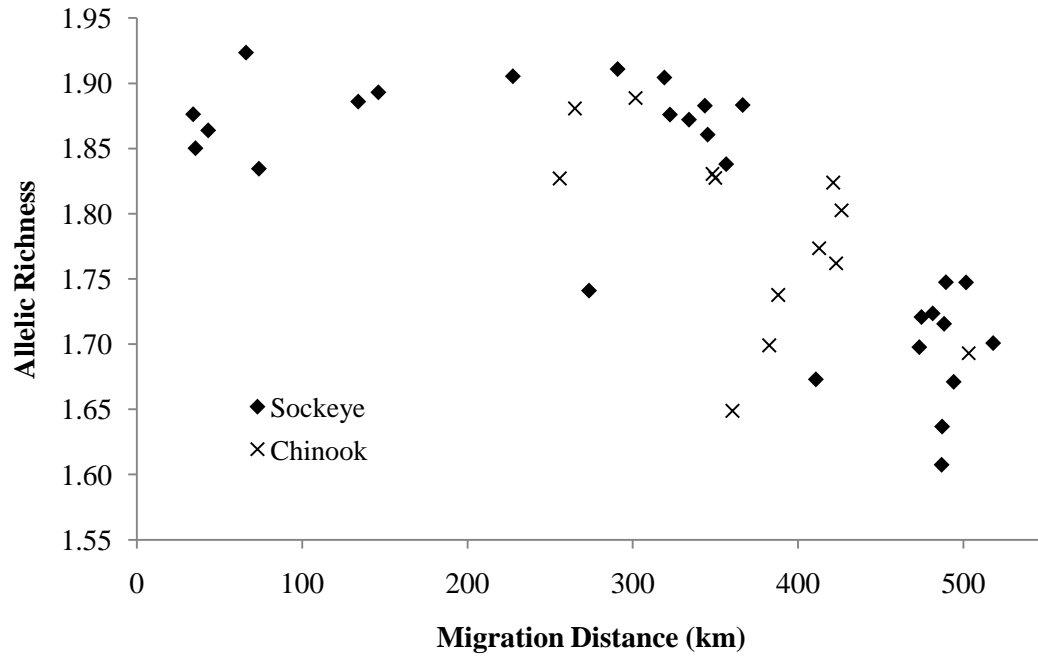 1.95
1.90
1.85
1.80
1.75
1.70
1.65
1.60
1.55
Allelic Richness
Sockeye
Chinook
0 100 200 300 400 500
Migration Distance (km)